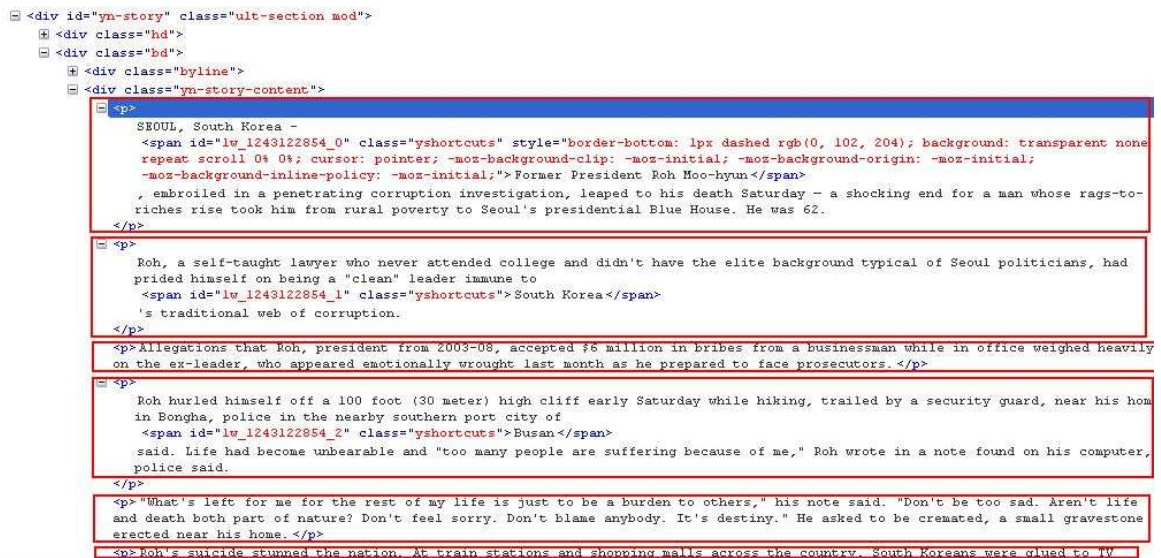 <div id="yn-story" class="ult-section mod">
<div class="hd">
<div class="bd">
<div class="byline">
<div class="yn-story-content">
<p>
SEOUL, South Korea –
<span id="lw_1243122854_0" class="yshortcuts" style="border-bottom: 1px dashed rgb(0, 102, 204); background: transparent none
repeat scroll 0% 0%; cursor: pointer; -moz-background-clip: -moz-initial; -moz-background-origin: -moz-initial;
-moz-background-inline-policy: -moz-initial;">Former President Roh Moo-hyun</span>
, embroiled in a penetrating corruption investigation, leaped to his death Saturday — a shocking end for a man whose rags-to-
riches rise took him from rural poverty to Seoul's presidential Blue House. He was 62.
</p>
<p>
Roh, a self-taught lawyer who never attended college and didn't have the elite background typical of Seoul politicians, had
prided himself on being a "clean" leader immune to
<span id="lw_1243122854_1" class="yshortcuts">South Korea</span>
's traditional web of corruption.
</p>
<p>Allegations that Roh, president from 2003-08, accepted $6 million in bribes from a businessman while in office weighed heavily
on the ex-leader, who appeared emotionally wrought last month as he prepared to face prosecutors.</p>
<p>
Roh hurled himself off a 100 foot (30 meter) high cliff early Saturday while hiking, trailed by a security guard, near his hom
in Bongha, police in the nearby southern port city of
<span id="lw_1243122854_2" class="yshortcuts">Busan</span>
said. Life had become unbearable and "too many people are suffering because of me," Roh wrote in a note found on his computer,
police said.
</p>
<p>"What's left for me for the rest of my life is just to be a burden to others," his note said. "Don't be too sad. Aren't life
and death both part of nature? Don't feel sorry. Don't blame anybody. It's destiny." He asked to be cremated, a small gravestone
erected near his home.</p>
<p>Roh's suicide stunned the nation. At train stations and shopping malls across the country, South Koreans were glued to TV